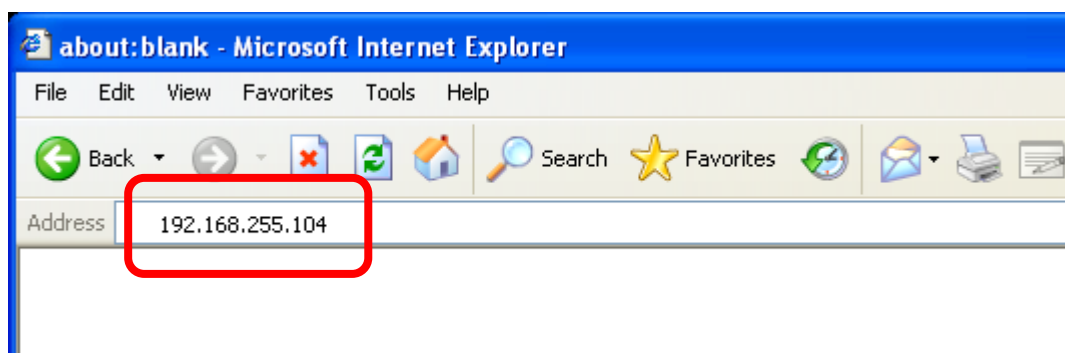 about:blank - Microsoft Internet Explorer
File Edit View Favorites Tools Help
Back Search Favorites
Address 192.168.255.104